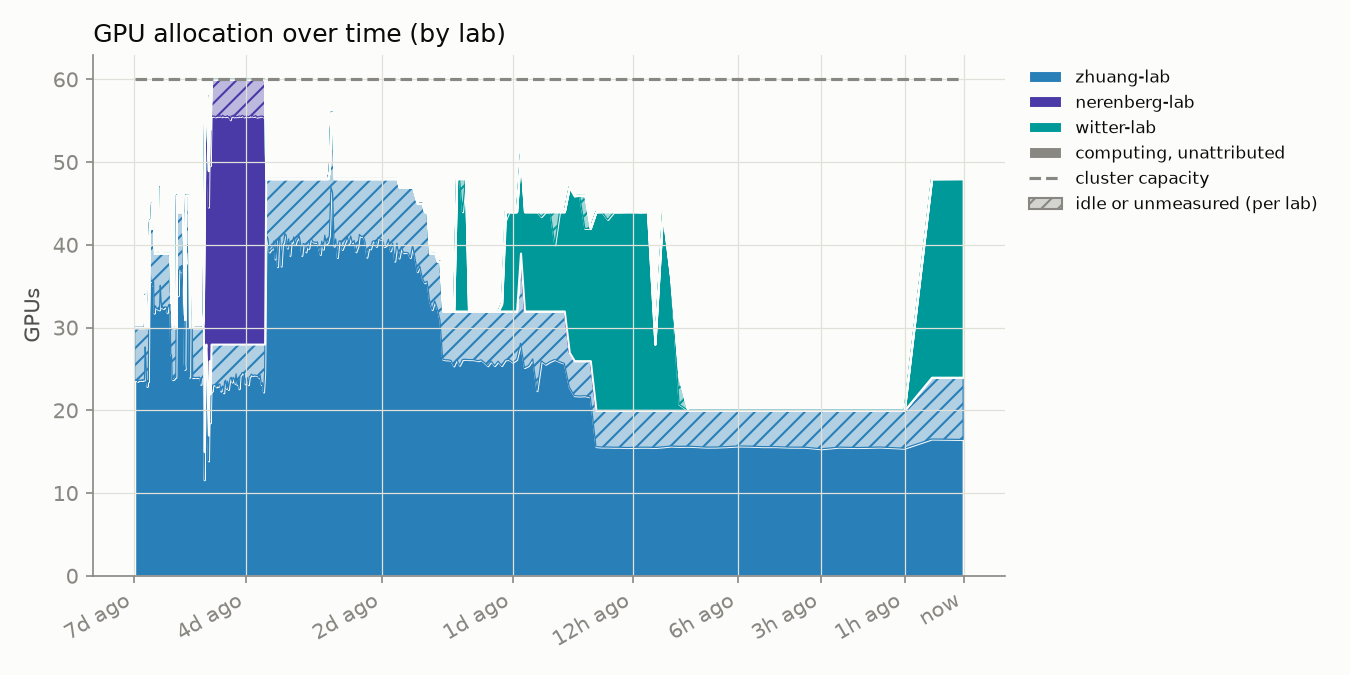 GPU allocation over time (by lab)
GPUs
60
50
40
30
20
10
0
7d ago
4d ago
2d ago
1d ago
12h ago
6h ago
3h ago
1h ago
now
zhuang-lab
nerenberg-lab
witter-lab
computing, unattributed
cluster capacity
idle or unmeasured (per lab)